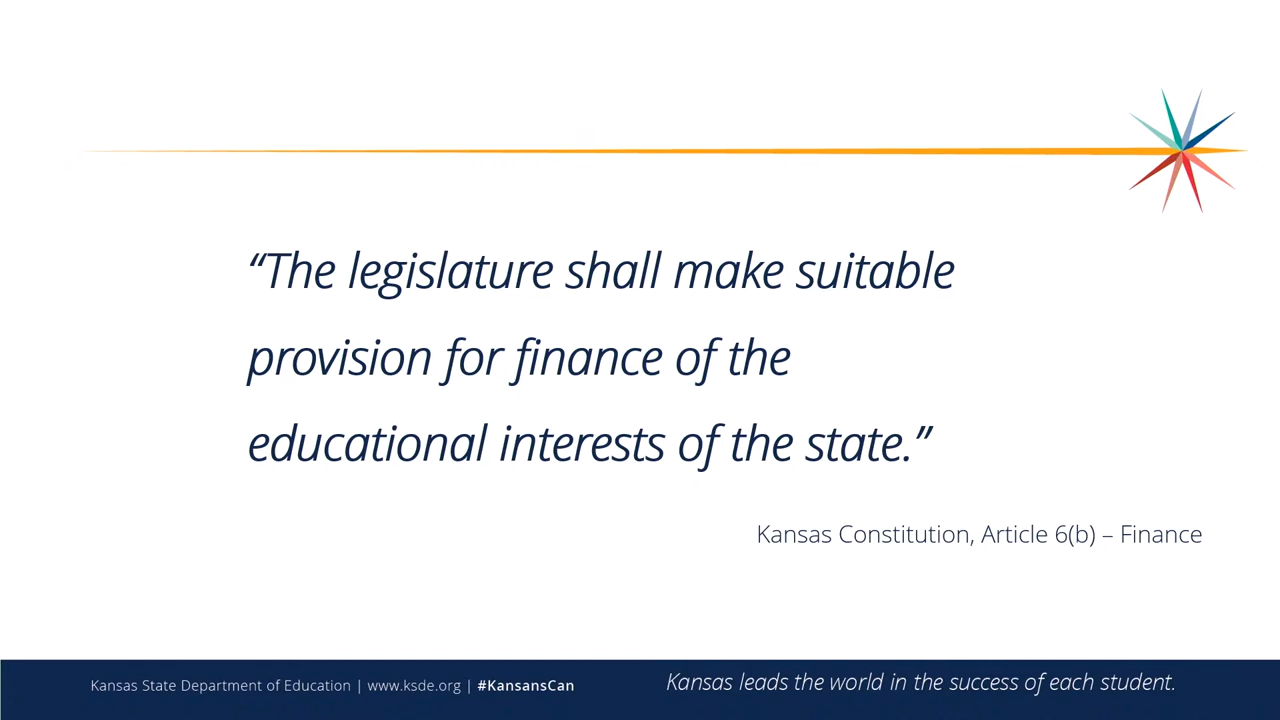 “The legislature shall make suitable
provision for finance of the
educational interests of the state.”
Kansas Constitution, Article 6(b) – Finance
Kansas State Department of Education | www.ksde.org | #KansansCan
Kansas leads the world in the success of each student.